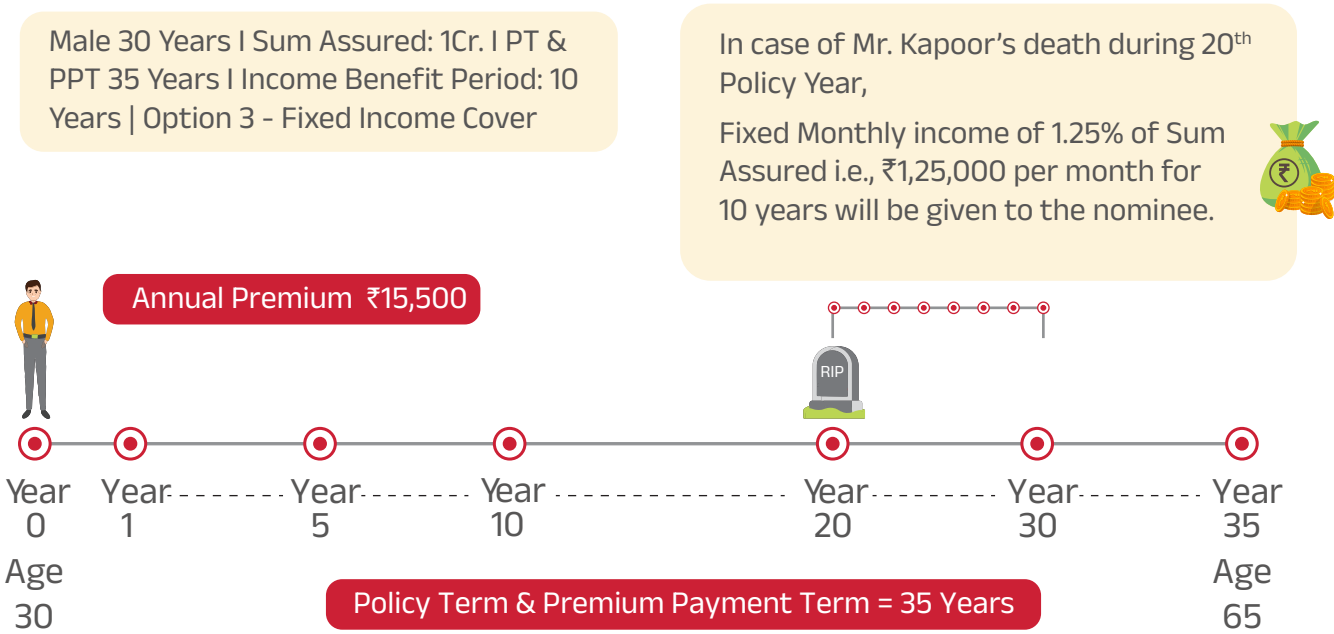 Male 30 Years I Sum Assured: 1Cr. I PT &
PPT 35 Years I Income Benefit Period: 10
Years | Option 3 - Fixed Income Cover
In case of Mr. Kapoor’s death during 20th
Policy Year,
Fixed Monthly income of 1.25% of Sum
Assured i.e., ₹1,25,000 per month for
10 years will be given to the nominee.
₹
Annual Premium ₹15,500
RIP
Year Year Year Year Year Year Year
0 1 5 10 20 30 35
Age Age
30 65
Policy Term & Premium Payment Term = 35 Years